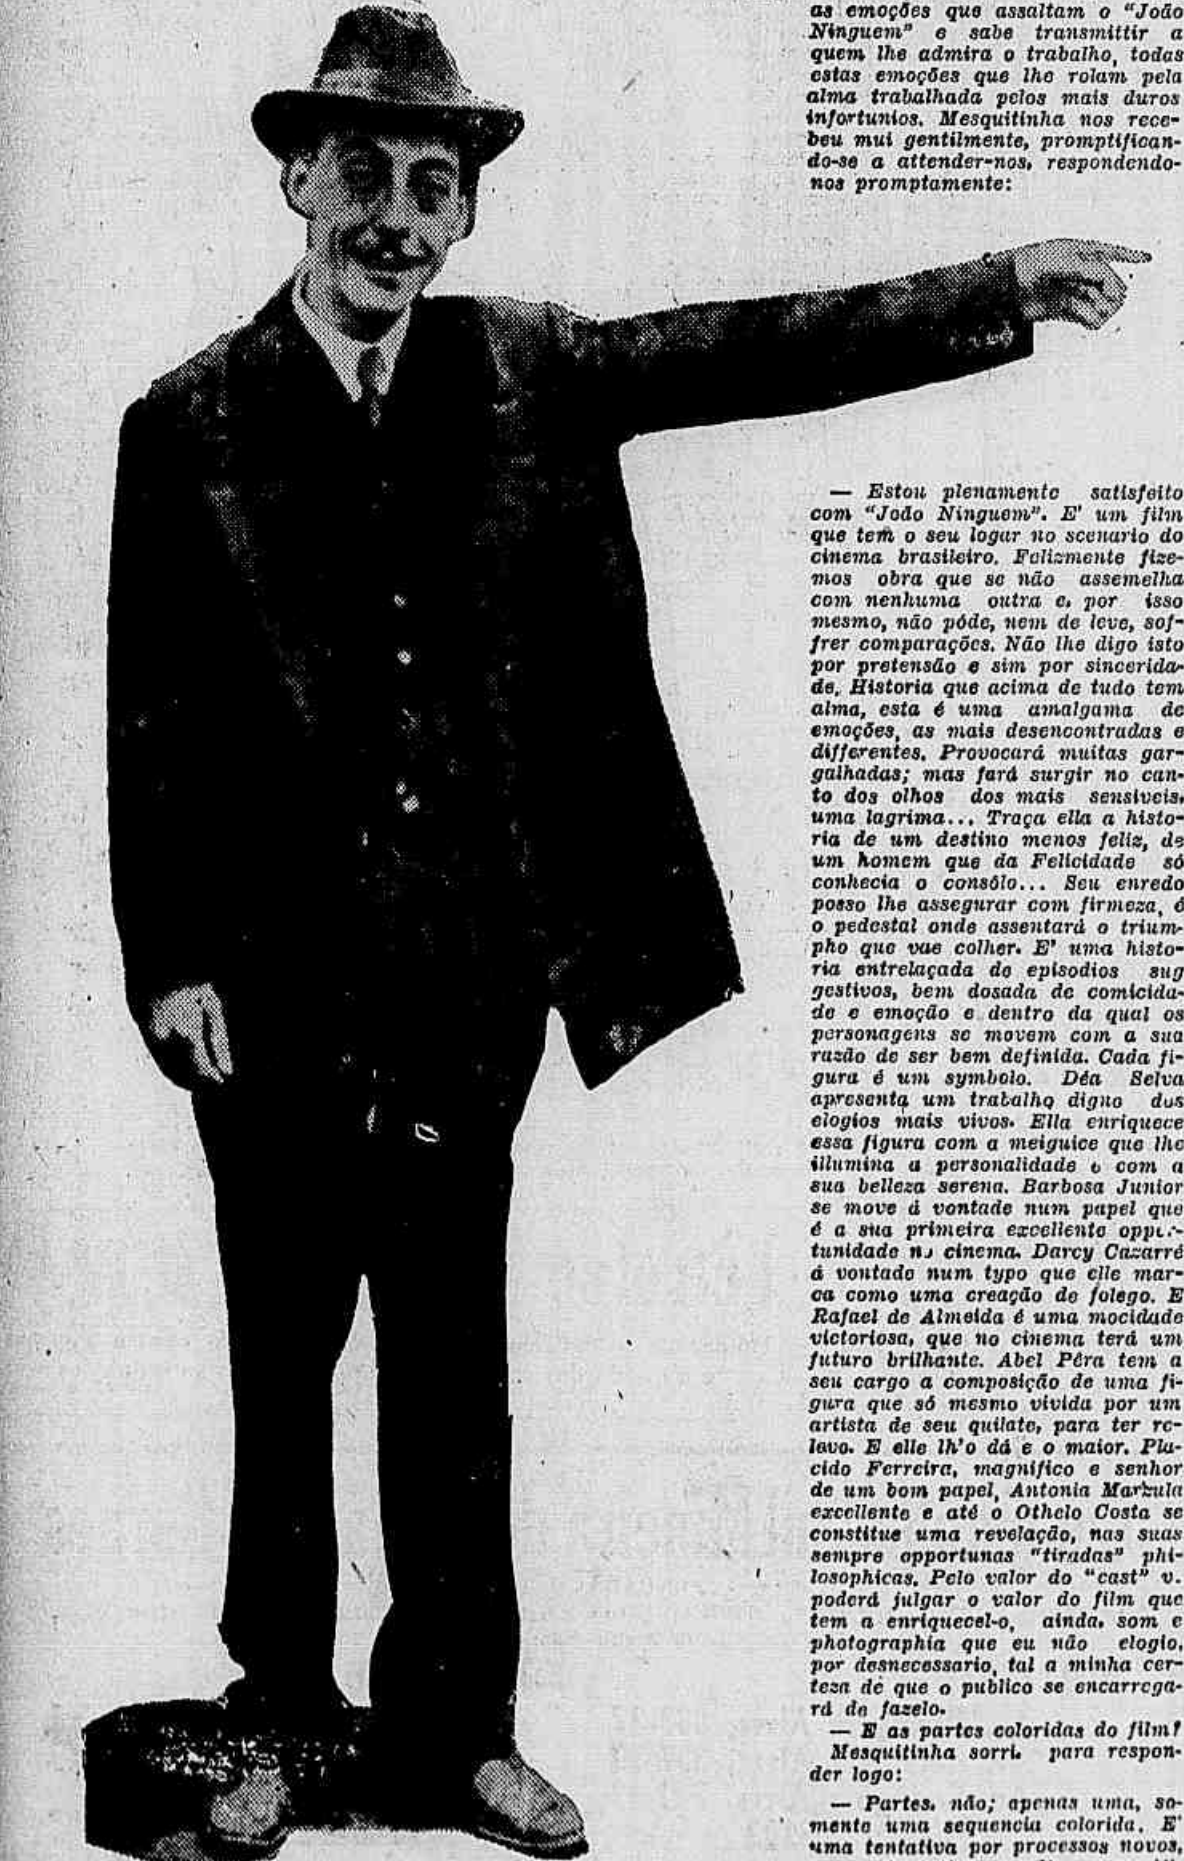 as emoções que assaltam o "João
Ninguem" e sabe transmittir a
quem lhe admira o trabalho, todas
estas emoções que lhe rolam pela
alma trabalhada pelos mais duros
infortunios. Mesquitinha nos rece-
beu mui gentilmente, promptifican-
do-se a attender-nos, respondendo-
nos promptamente:
— Estou plenamente satisfeito
com "João Ninguem". E' um film
que tem o seu logar no scenario do
cinema brasileiro. Felizmente fize-
mos obra que se não assemelha
com nenhuma outra e, por isso
mesmo, não póde, nem de leve, sof-
frer comparações. Não lhe digo isto
por pretensão e sim por sincerida-
de. Historia que acima de tudo tem
alma, esta é uma amalgama de
emoções, as mais desencontradas e
differentes. Provocará muitas gar-
galhadas; mas fará surgir no can-
to dos olhos dos mais sensiveis,
uma lagrima... Traça ella a histo-
ria de um destino menos feliz, de
um homem que da Felicidade só
conhecia o consôlo... Seu enredo
posso lhe assegurar com firmeza, é
o pedestal onde assentará o trium-
pho que vae colher. E' uma histo-
ria entrelaçada de episodios sug
gestivos, bem dosada de comicida-
de e emoção e dentro da qual os
personagens se movem com a sua
razão de ser bem definida. Cada fi-
gura é um symbolo. Déa Selva
apresenta um trabalho digno dos
elogios mais vivos. Ella enriquece
essa figura com a meiguice que lhe
illumina a personalidade e com a
sua belleza serena. Barbosa Junior
se move á vontade num papel que
é a sua primeira excellente oppor-
tunidade no cinema. Darcy Cazarré
á vontade num typo que elle mar-
ca como uma creação de folego. E
Rafael de Almeida é uma mocidade
victoriosa, que no cinema terá um
futuro brilhante. Abel Pêra tem a
seu cargo a composição de uma fi-
gura que só mesmo vivida por um
artista de seu quilate, para ter re-
levo. E elle lh'o dá e o maior. Pla-
cido Ferreira, magnifico e senhor
de um bom papel, Antonia Marzula
excellente e até o Othelo Costa se
constitue uma revelação, nas suas
sempre opportunas "tiradas" phi-
losophicas. Pelo valor do "cast" v.
poderá julgar o valor do film que
tem a enriquecel-o, ainda, som e
photographia que eu não elogio,
por desnecessario, tal a minha cer-
teza de que o publico se encarrega-
rá de fazelo.
— E as partes coloridas do film?
Mesquitinha sorri, para respon-
der logo:
— Partes, não; apenas uma, so-
mente uma sequencia colorida. E'
uma tentativa por processos novos,